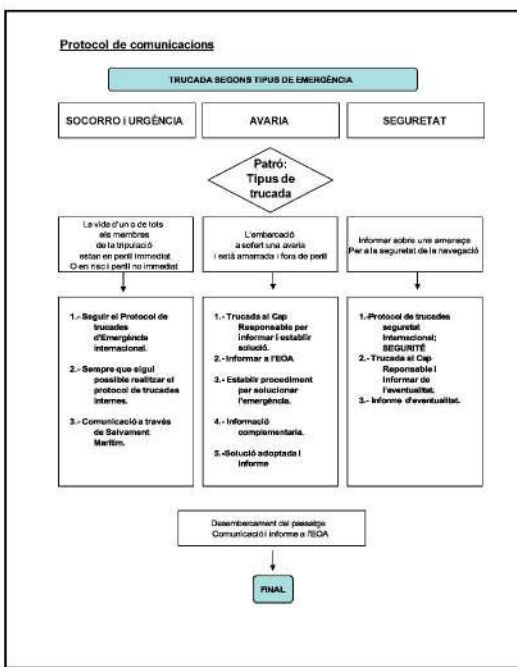 Protocol de comunicacions
TRUCADA SEGONS TIPUS DE EMERGÈNCIA
SOCORRO i URGÈNCIA
AVARIA
SEGURETAT
Patró:
Tipus de
trucada
La vida d'un o de tots
els membres
de la tripulació
estan en perill immediat
O en risc i perill no immediat
L'embarcació
a sofert una avaria
i està amarrada i fora de perill
Informar sobre una amenaça
Per a la seguretat de la navegació
1.- Seguir el Protocol de
trucades
d'Emergència
internacional.
2.- Sempre que sigui
possible realitzar el
protocol de trucades
internes.
3.- Comunicació a través
de Salvament
Marítim.
1.- Trucada al Cap
Responsable per
informar i establir
solució.
2.- Informar a l'EOA
3.- Establir procediment
per solucionar
l'emergència.
4.- Informació
complementaria.
5.-Solució adoptada i
informe
1.-Protocol de trucades
seguretat
Internacional;
SEGURITÉ
2.- Trucada al Cap
Reponsable i
Informar de
l'eventualitat.
3.- Informe d'eventualitat.
Desembarcament del passatge
Comunicació i informe a l'EOA
FINAL